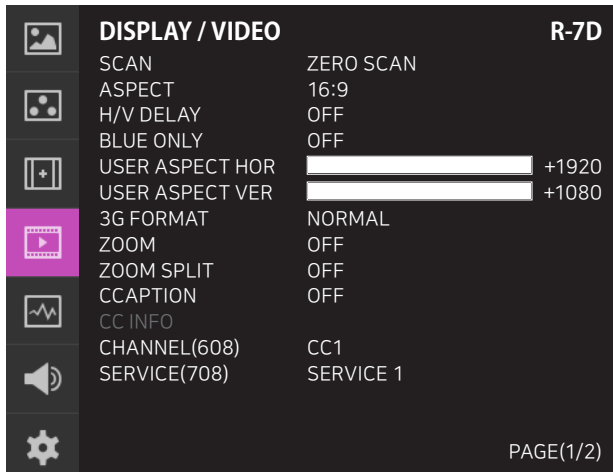 DISPLAY / VIDEO R-7D
SCAN ZERO SCAN
ASPECT 16:9
H/V DELAY OFF
BLUE ONLY OFF
USER ASPECT HOR +1920
USER ASPECT VER +1080
3G FORMAT NORMAL
ZOOM OFF
ZOOM SPLIT OFF
CCAPTION OFF
CC INFO
CHANNEL(608) CC1
SERVICE(708) SERVICE 1
PAGE(1/2)